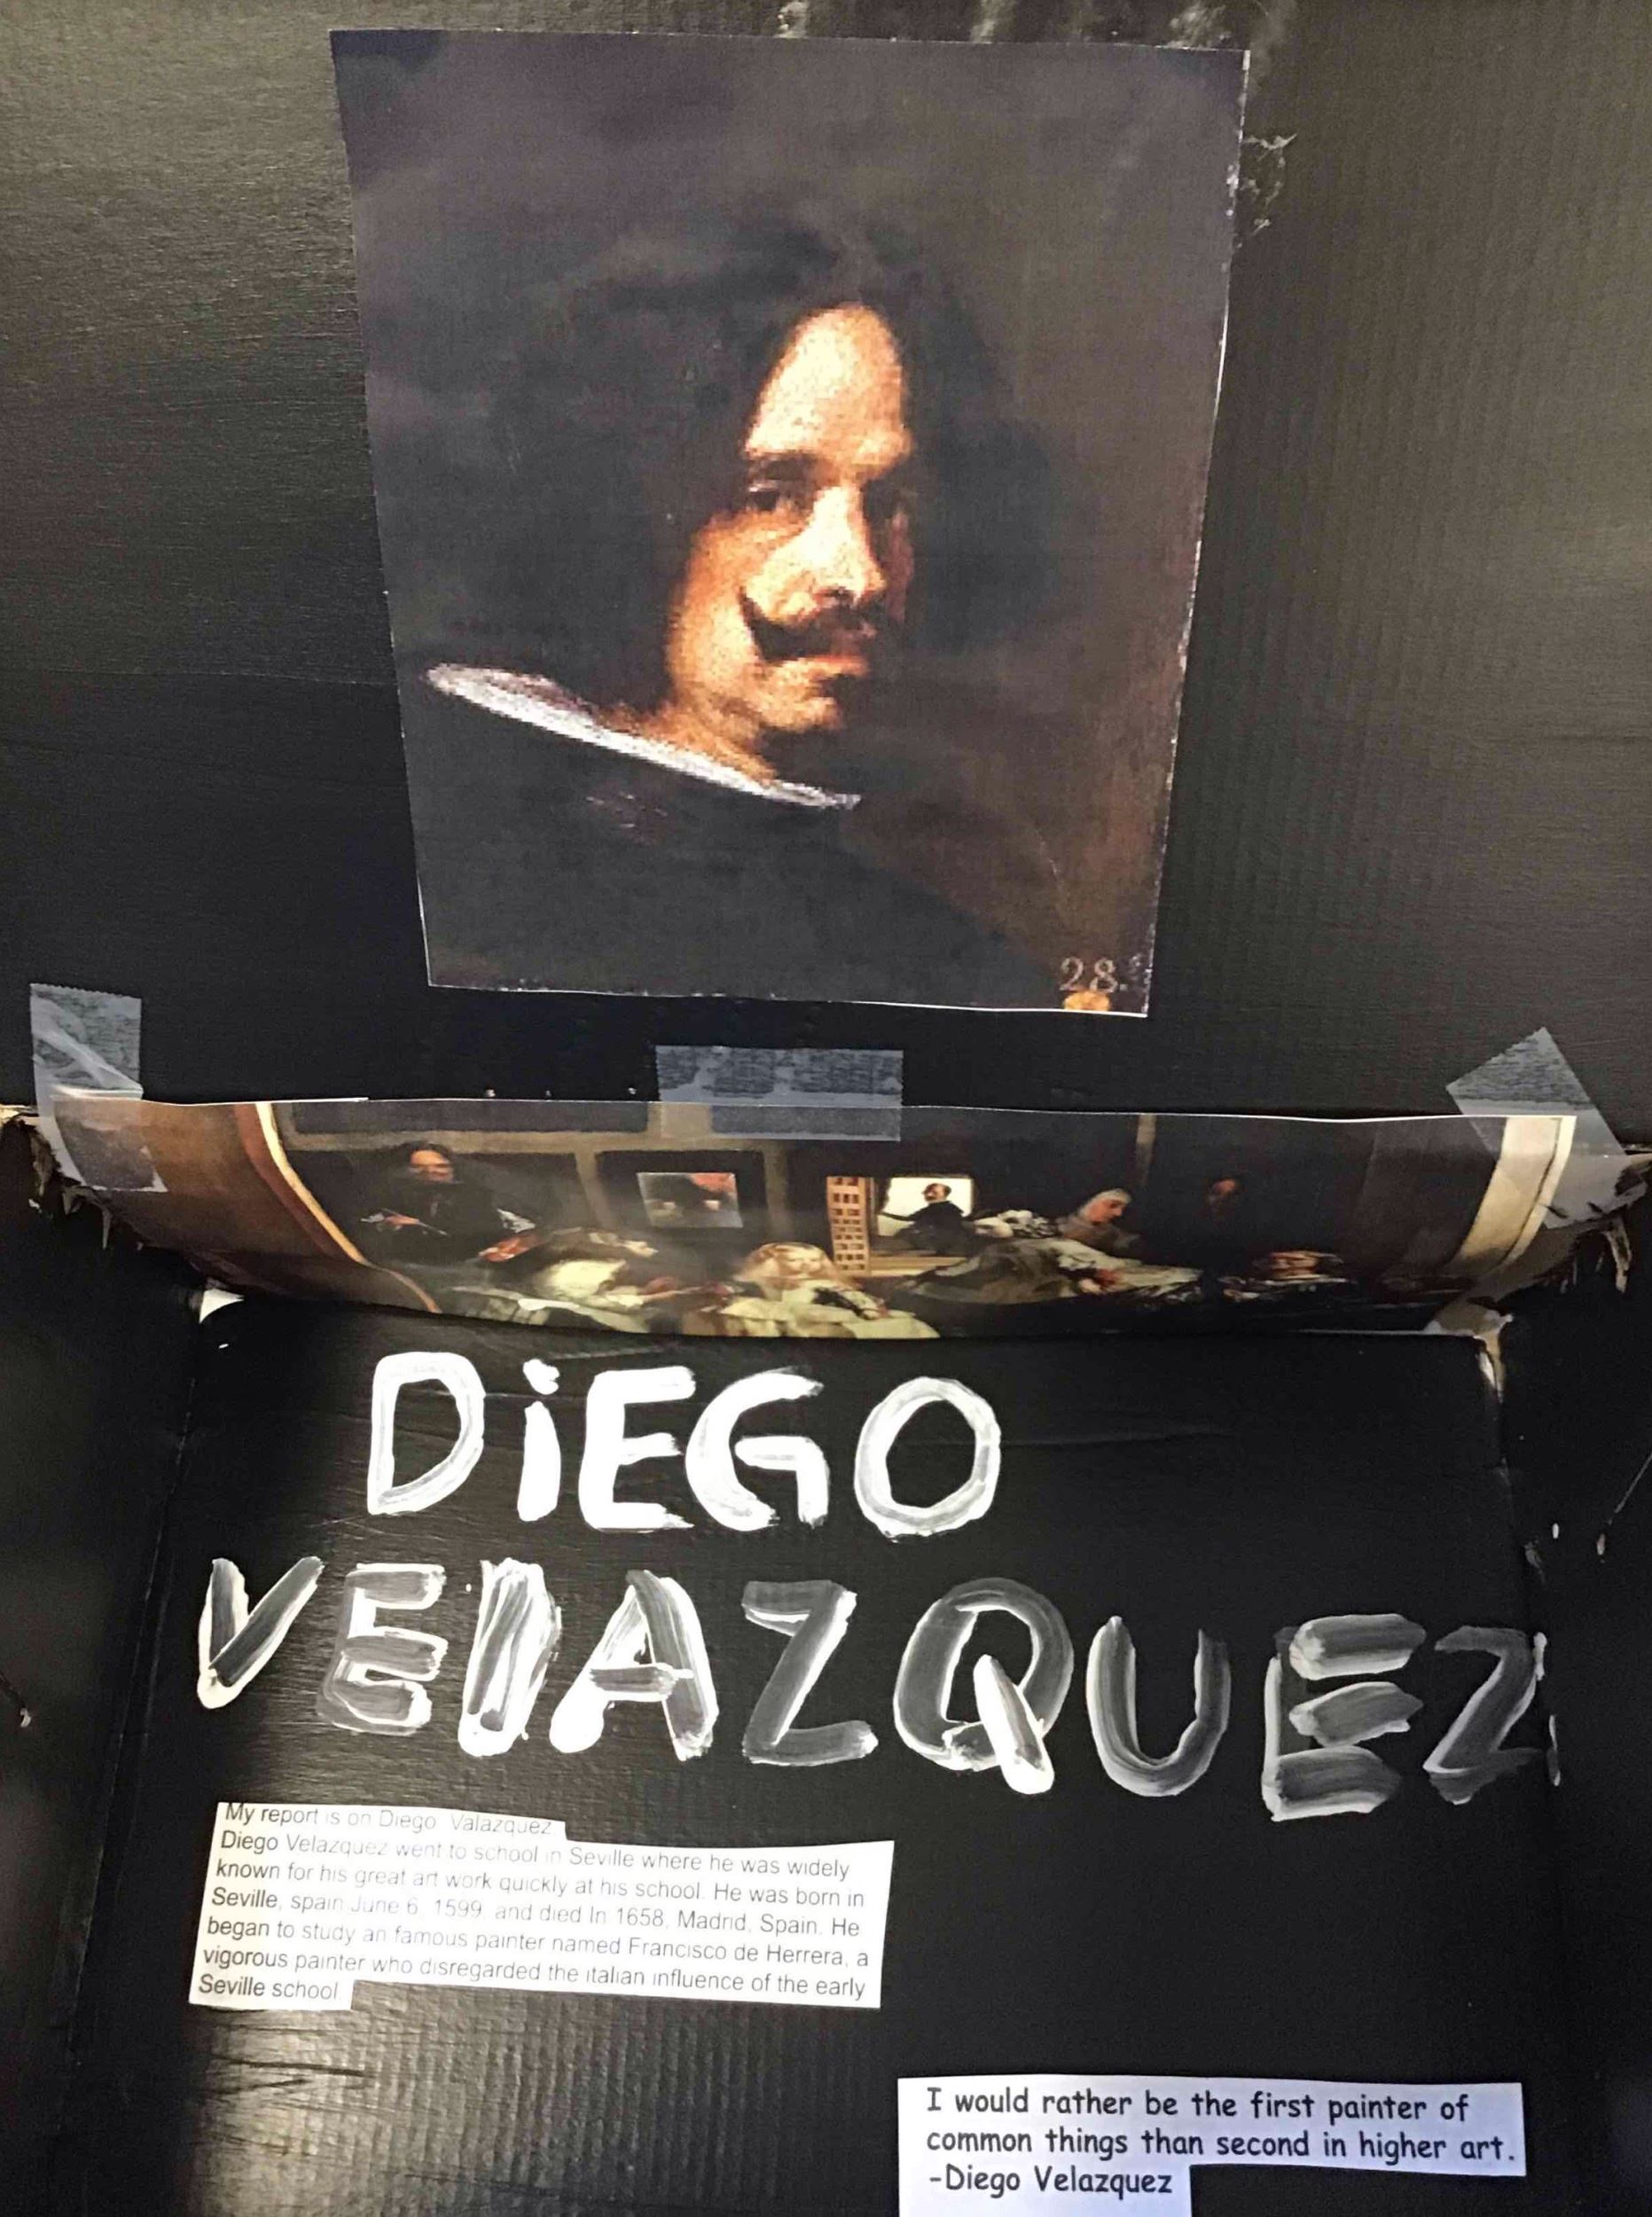 28.
DiEGO
VElAZQUEZ
My report is on Diego Valazquez
Diego Velazquez went to school in Seville where he was widely
known for his great art work quickly at his school. He was born in
Seville, spain June 6, 1599, and died In 1658, Madrid, Spain. He
began to study an famous painter named Francisco de Herrera, a
vigorous painter who disregarded the italian influence of the early
Seville school
I would rather be the first painter of
common things than second in higher art.
-Diego Velazquez